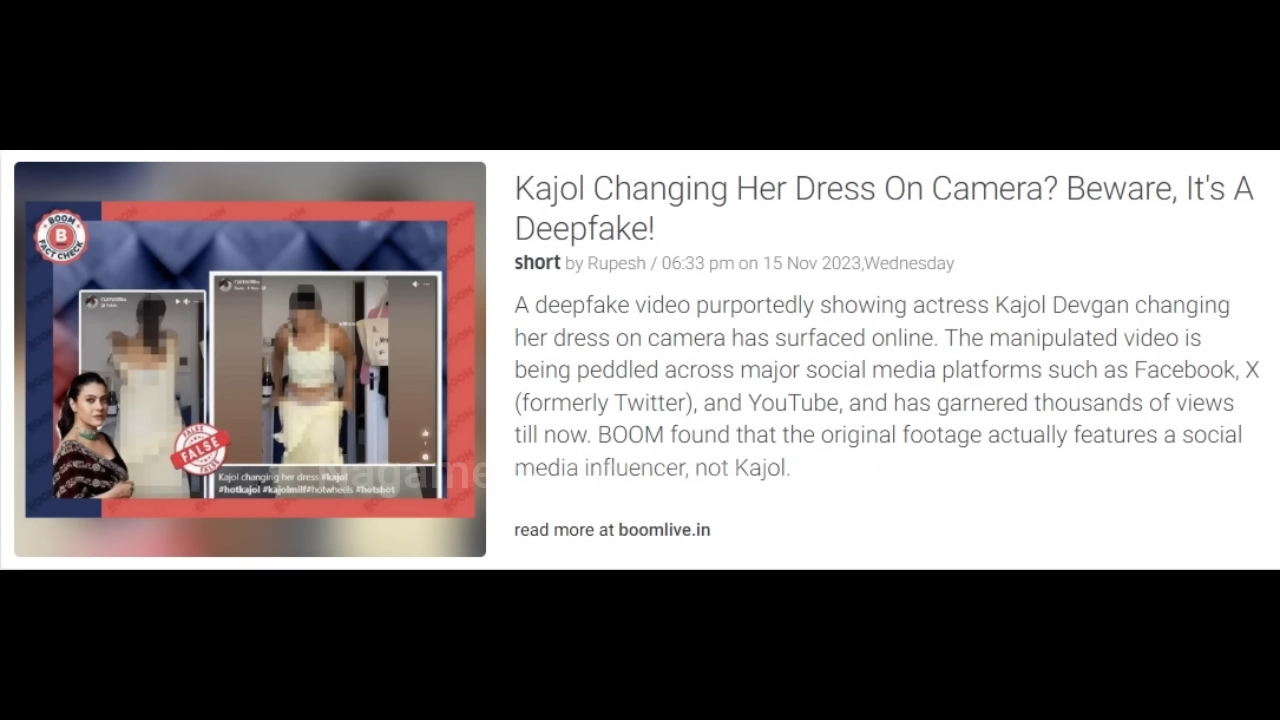 Kajol Changing Her Dress On Camera? Beware, It's A
Deepfake!
short by Rupesh / 06:33 pm on 15 Nov 2023,Wednesday
A deepfake video purportedly showing actress Kajol Devgan changing
her dress on camera has surfaced online. The manipulated video is
being peddled across major social media platforms such as Facebook, X
(formerly Twitter), and YouTube, and has garnered thousands of views
till now. BOOM found that the original footage actually features a social
media influencer, not Kajol.
read more at boomlive.in
BOOM
B
FACT CHECK
FALSE
FALSE
FALSE
Kajol changing her dress #kajol
#hotkajol #kajolmilf#hotwheels #hotshot